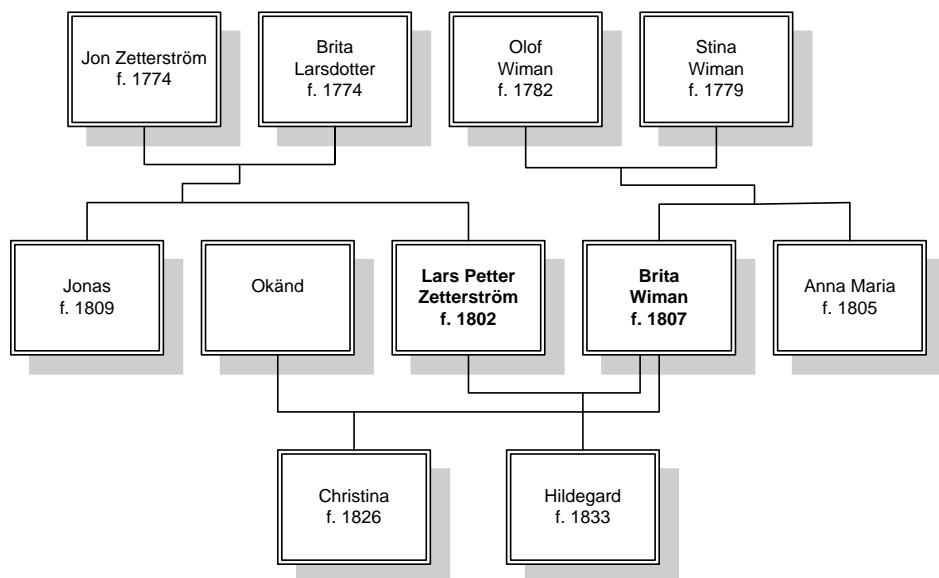 Jon Zetterström
f. 1774
Brita
Larsdotter
f. 1774
Olof
Wiman
f. 1782
Stina
Wiman
f. 1779
Jonas
f. 1809
Okänd
Lars Petter
Zetterström
f. 1802
Brita
Wiman
f. 1807
Anna Maria
f. 1805
Christina
f. 1826
Hildegard
f. 1833